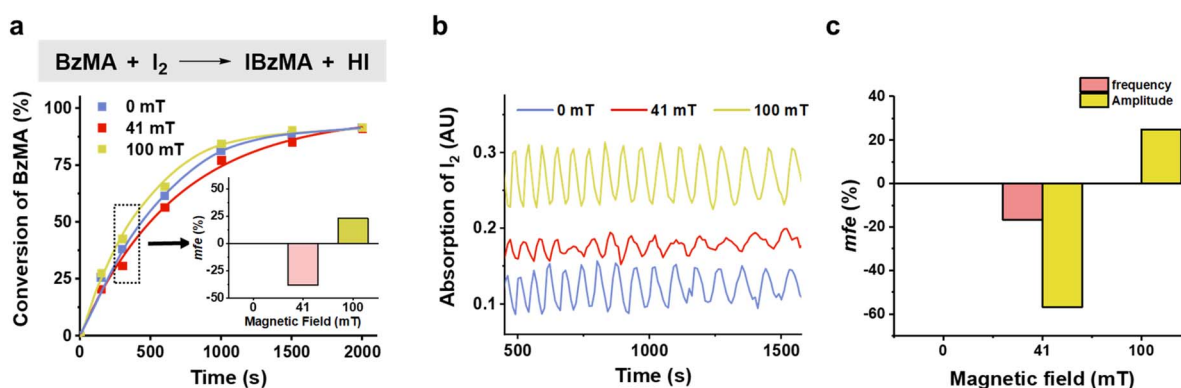 a
BzMA + I₂ ⟶ IBzMA + HI
Conversion of BzMA (%)
100
75
50
25
0
0 mT
41 mT
100 mT
mfe (%)
50
25
0
-25
-50
0 41 100
Magnetic Field (mT)
0 500 1000 1500 2000
Time (s)
b
0 mT 41 mT 100 mT
Absorption of I₂ (AU)
0.3
0.2
0.1
500 1000 1500
Time (s)
c
frequency
Amplitude
mfe (%)
40
20
0
-20
-40
-60
0 41 100
Magnetic field (mT)